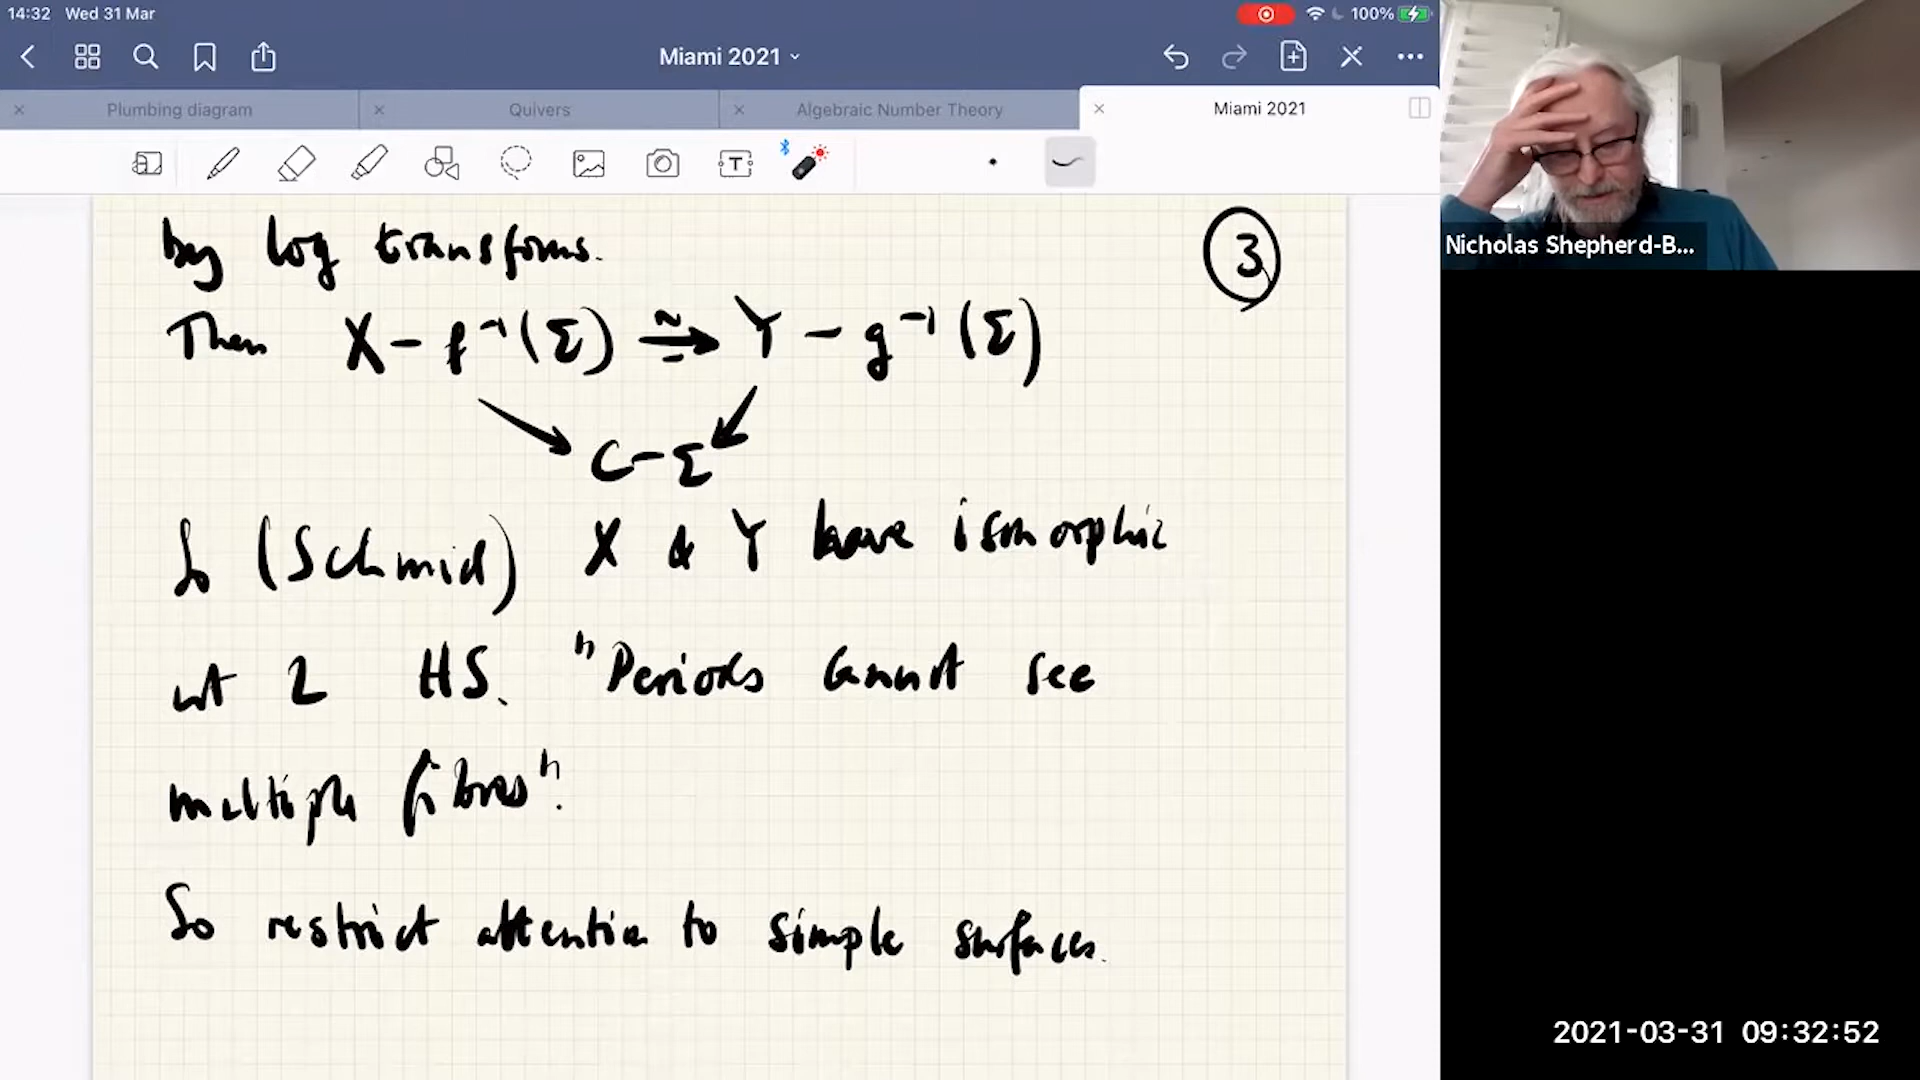 14:32 Wed 31 Mar
100%
Miami 2021
Plumbing diagram
Quivers
Algebraic Number Theory
Miami 2021
by log transforms.
3
Then X - f⁻¹(Σ) ≅→ Y - g⁻¹(Σ)
C - Σ
So (Schmid) X & Y have isomorphic
wt 2 HS. "Periods cannot see
multiple fibres".
So restrict attention to simple surfaces.
Nicholas Shepherd-B...
2021-03-31 09:32:52